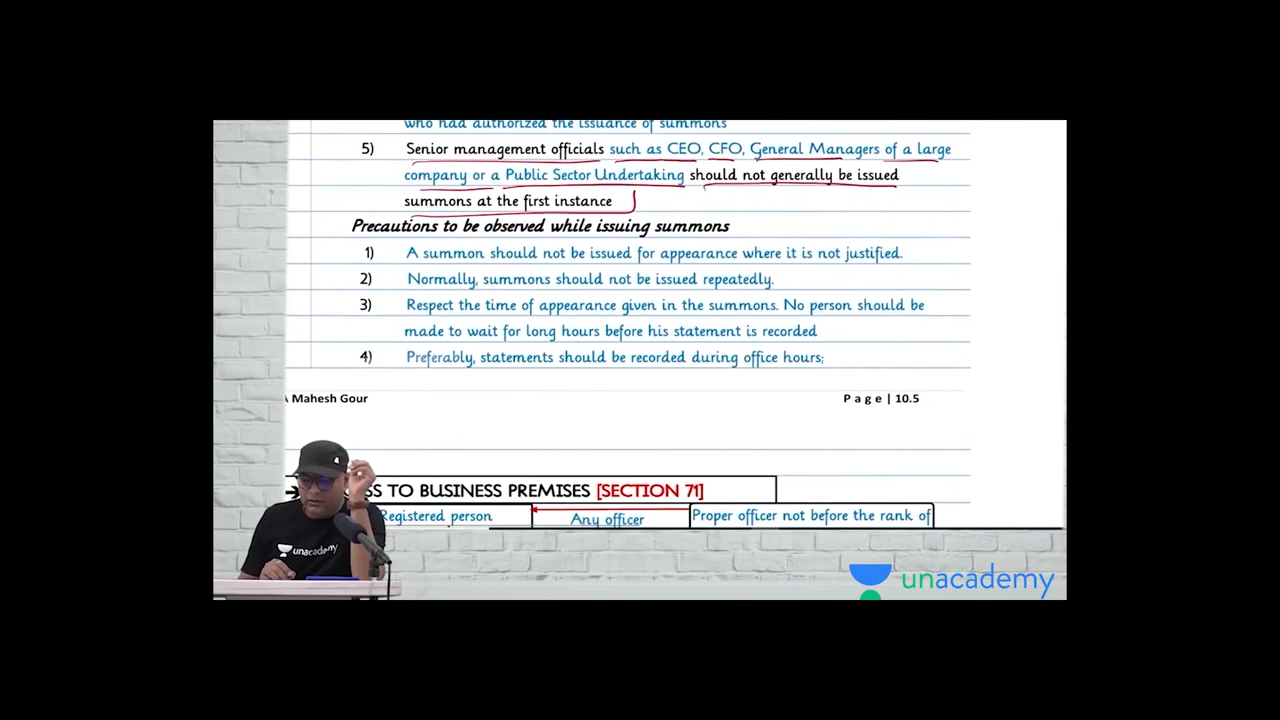 who had authorized the issuance of summons
5) Senior management officials such as CEO, CFO, General Managers of a large
company or a Public Sector Undertaking should not generally be issued
summons at the first instance
Precautions to be observed while issuing summons
1) A summon should not be issued for appearance where it is not justified.
2) Normally, summons should not be issued repeatedly.
3) Respect the time of appearance given in the summons. No person should be
made to wait for long hours before his statement is recorded
4) Preferably, statements should be recorded during office hours;
Mahesh Gour Page | 10.5
TO BUSINESS PREMISES [SECTION 71]
Registered person Any officer Proper officer not before the rank of
unacademy
unacademy